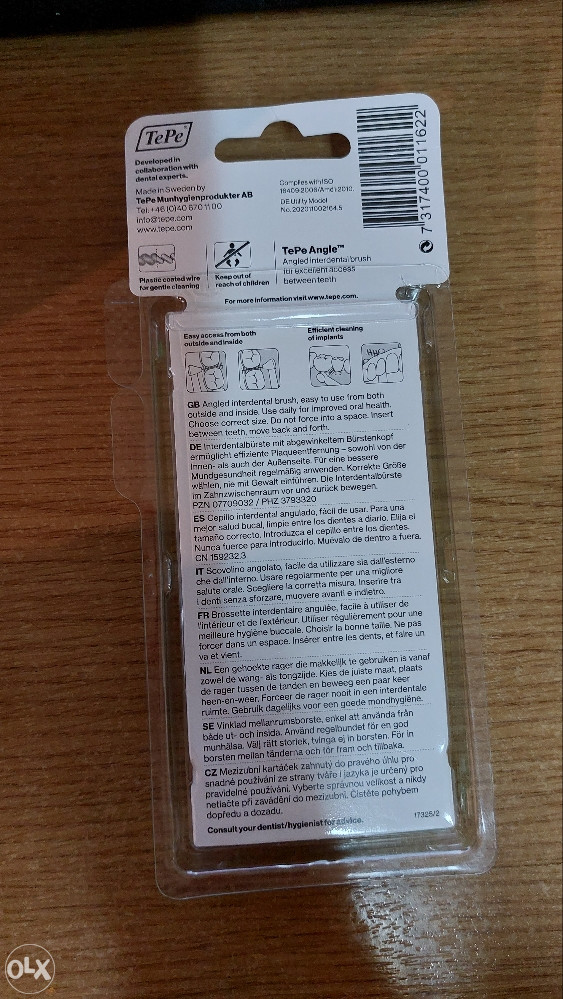 TePe
Developed in
collaboration with
dental experts.
Made in Sweden by
TePe Munhygienprodukter AB
Tel. +46 (0)40 670 11 00
info@tepe.com
www.tepe.com
Complies with ISO
DE Utility Model
7 317400 011622
Plastic coated wire
for gentle cleaning
Keep out of
reach of children
TePe Angle™
Angled interdental brush
for excellent access
between teeth
For more information visit www.tepe.com.
Easy access from both
outside and inside
Efficient cleaning
of implants
GB Angled interdental brush, easy to use from both
outside and inside. Use daily for improved oral health.
Choose correct size. Do not force into a space. Insert
between teeth, move back and forth.
DE Interdentalbürste mit abgewinkeltem Bürstenkopf
ermöglicht effiziente Plaqueentfernung – sowohl von der
Innen- als auch der Außenseite. Für eine bessere
Mundgesundheit regelmäßig anwenden. Korrekte Größe
wählen, nie mit Gewalt einführen. Die Interdentalbürste
im Zahnzwischenraum vor und zurück bewegen.
PZN 07709032 / PHZ 3793320
ES Cepillo interdental angulado, fácil de usar. Para una
mejor salud bucal, limpie entre los dientes a diario. Elija el
tamaño correcto. Introduzca el cepillo entre los dientes.
Nunca fuerce para introducirlo. Muévalo de dentro a fuera.
CN 159232.3
IT Scovolino angolato, facile da utilizzare sia dall'esterno
che dall'interno. Usare regolarmente per una migliore
salute orale. Scegliere la corretta misura. Inserire tra
i denti senza sforzare, muovere avanti e indietro.
FR Brossette interdentaire angulée, facile à utiliser de
l'intérieur et de l'extérieur. Utiliser régulièrement pour une
meilleure hygiène buccale. Choisir la bonne taille. Ne pas
forcer dans un espace. Insérer entre les dents, et faire un
va et vient.
NL Een gehoekte rager die makkelijk te gebruiken is vanaf
zowel de wang- als tongzijde. Kies de juiste maat, plaats
de rager tussen de tanden en beweeg een paar keer
heen-en-weer. Forceer de rager nooit in een interdentale
ruimte. Gebruik dagelijks voor een goede mondhygiëne.
SE Vinklad mellanrumsborste, enkel att använda från
både ut- och insida. Använd regelbundet för en god
munhälsa. Välj rätt storlek, tvinga ej in borsten. För in
borsten mellan tänderna och för fram och tillbaka.
CZ Mezizubní kartáček zahnutý do pravého úhlu pro
snadné používání ze strany tváře i jazyka je určený pro
pravidelné používání. Vyberte správnou velikost a nikdy
netlačte při zavádění do mezizubní. Čistěte pohybem
dopředu a dozadu.
17325/2
Consult your dentist/hygienist for advice.
OLX